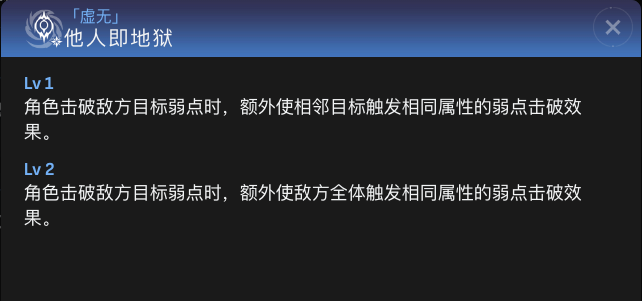 「虚无」
他人即地狱
Lv 1
角色击破敌方目标弱点时，额外使相邻目标触发相同属性的弱点击破效
果。
Lv 2
角色击破敌方目标弱点时，额外使敌方全体触发相同属性的弱点击破效
果。